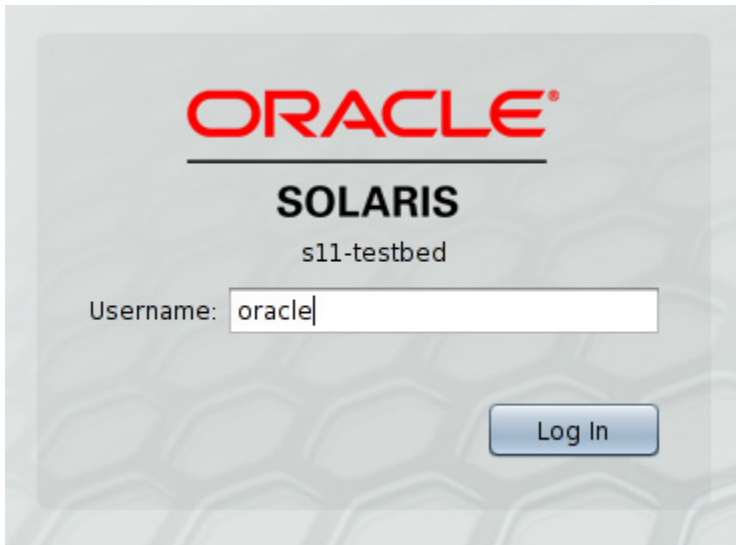 ORACLE®
SOLARIS
s11-testbed
Username: oracle
Log In